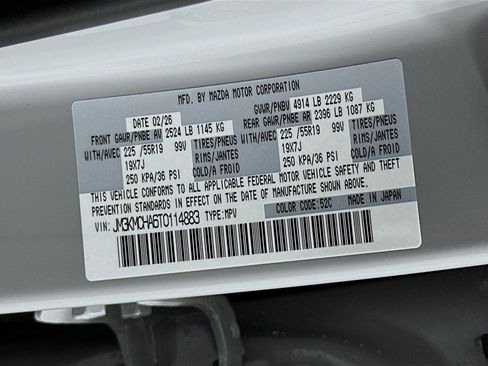 MFD. BY MAZDA MOTOR CORPORATION
DATE 02/26 GVWR/PNBV 4914 LB 2229 KG
FRONT GAWR/PNBE AV 2524 LB 1145 KG REAR GAWR/PNBE AR 2396 LB 1087 KG
WITH/AVEC 225 /55R19 99V TIRES/PNEUS WITH/AVEC 225 /55R19 99V TIRES/PNEUS
19X7J RIMS/JANTES 19X7J RIMS/JANTES
250 KPA/36 PSI COLD/A FROID 250 KPA/36 PSI COLD/A FROID
THIS VEHICLE CONFORMS TO ALL APPLICABLE FEDERAL MOTOR VEHICLE SAFETY AND THEFT
PREVENTION STANDARDS IN EFFECT ON THE DATE OF MANUFACTURE SHOWN ABOVE.
VIN: JM3KMCHA6T0114883 TYPE:MPV COLOR CODE:52C MADE IN JAPAN